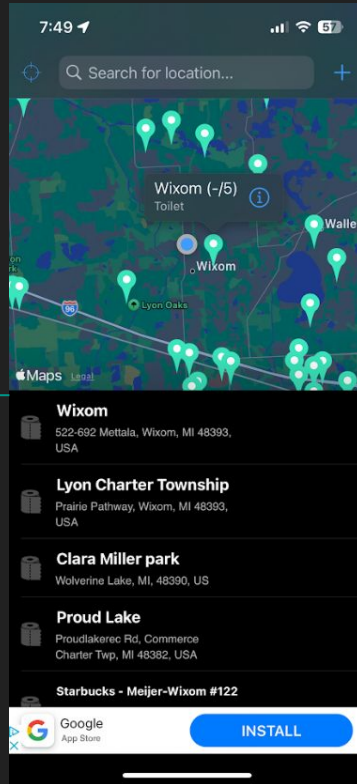 7:49
57
Search for location...
Wixom (-/5)
Toilet
Walle
Wixom
on
rk
Lyon Oaks
96
Maps Legal
Wixom
522-692 Mettala, Wixom, MI 48393,
USA
Lyon Charter Township
Prairie Pathway, Wixom, MI 48393,
USA
Clara Miller park
Wolverine Lake, MI, 48390, US
Proud Lake
Proudlakerec Rd, Commerce
Charter Twp, MI 48382, USA
Starbucks - Meijer-Wixom #122
Google
App Store
INSTALL